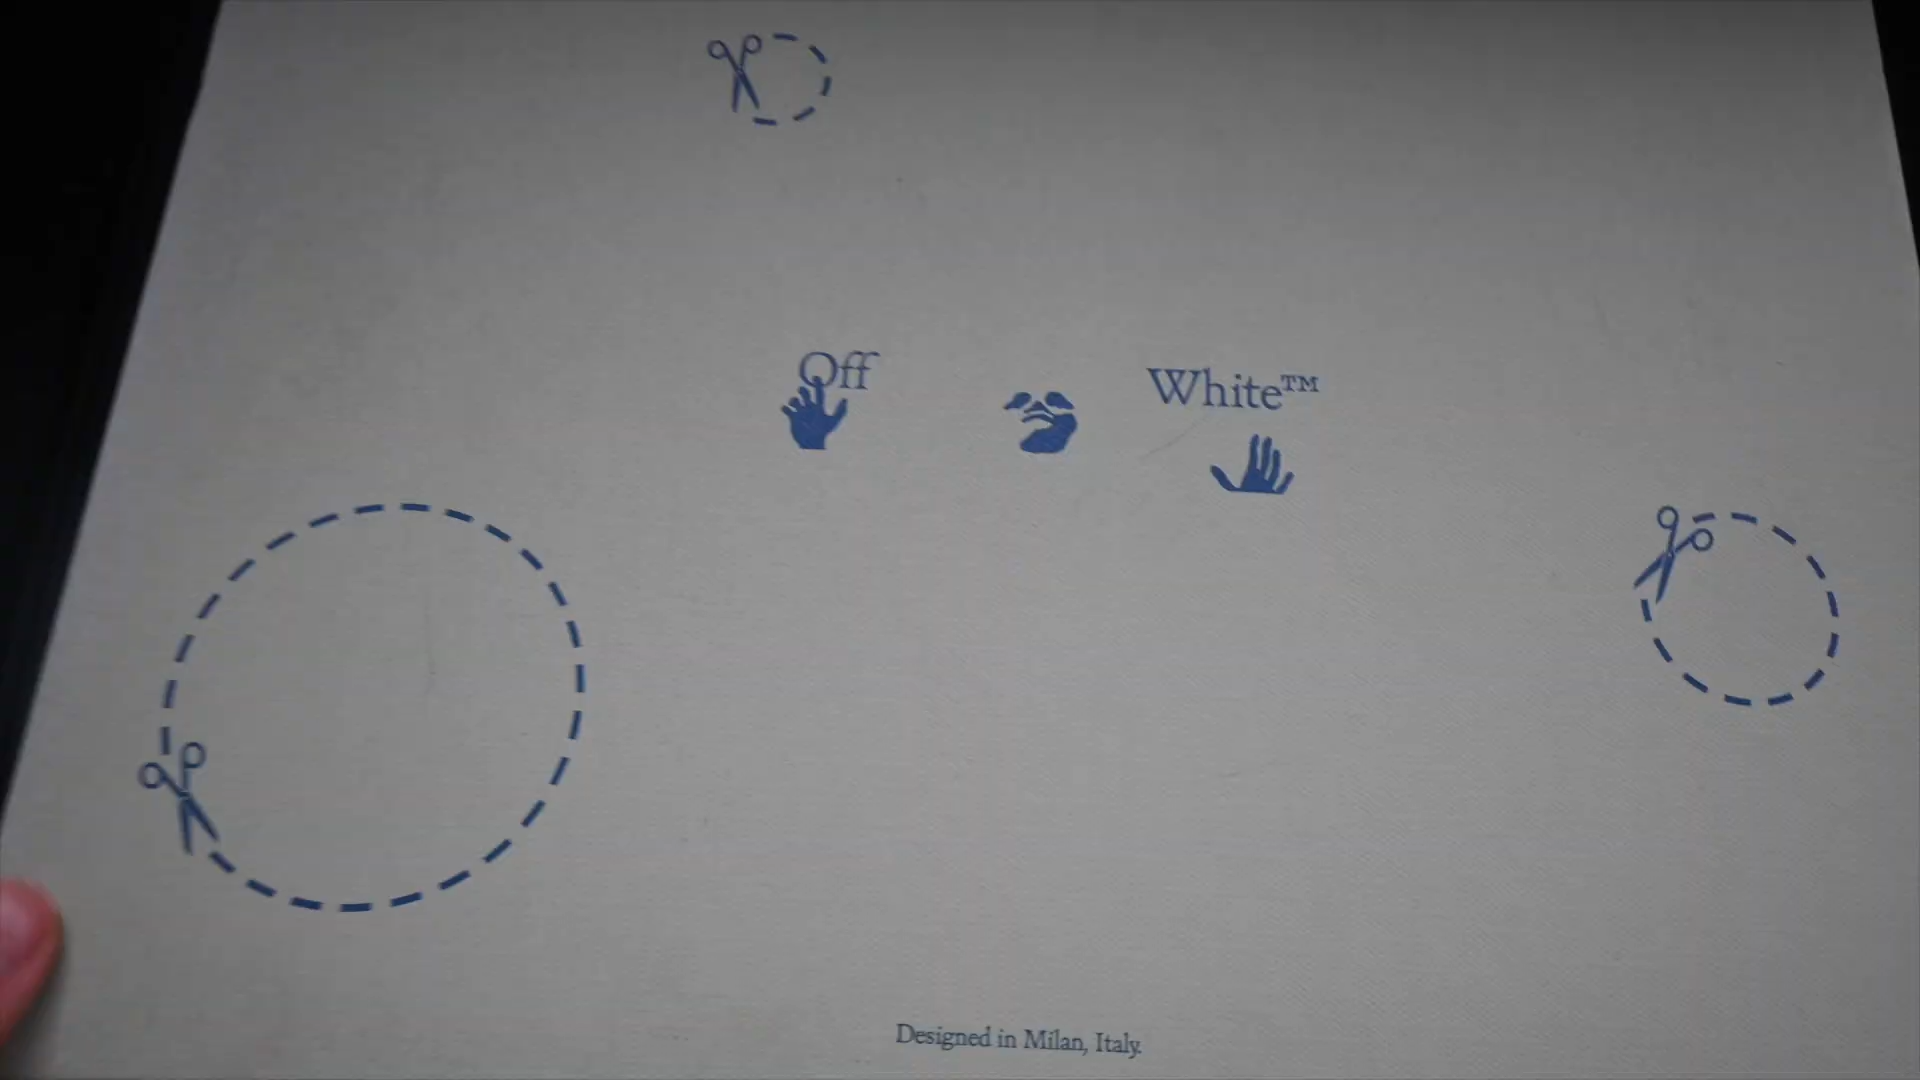 Off
White™
Designed in Milan, Italy.